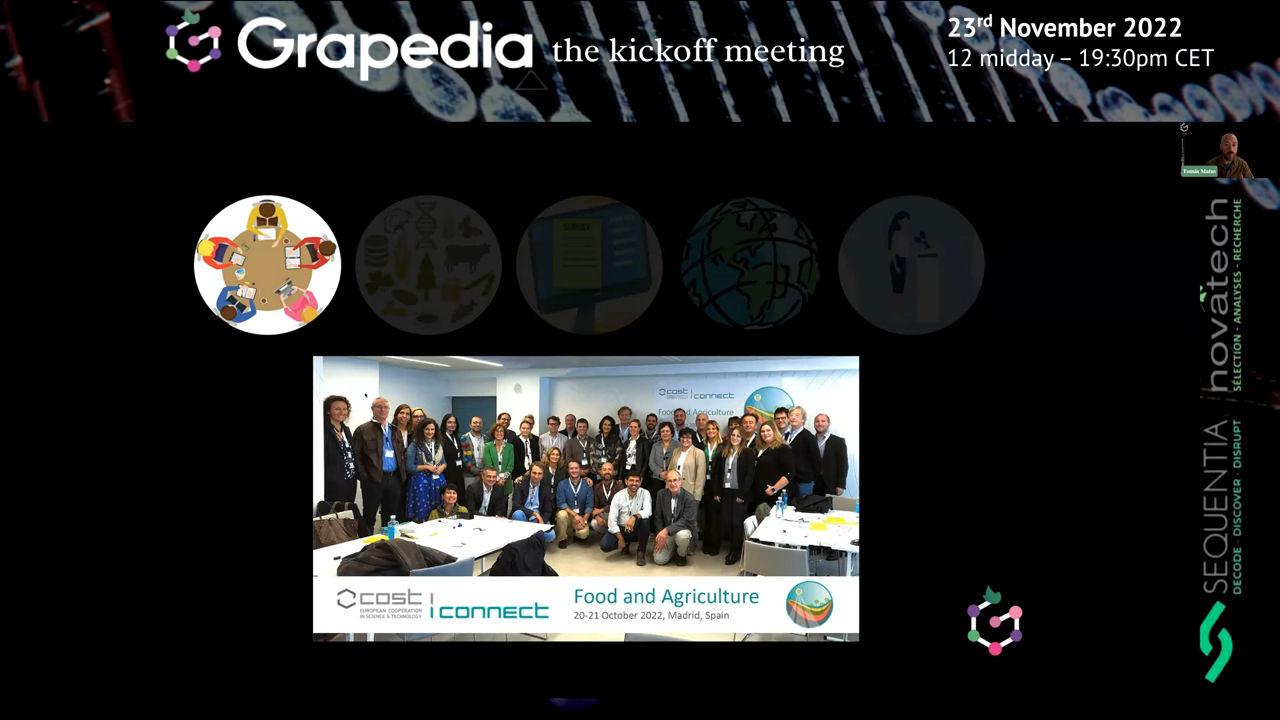 Grapedia the kickoff meeting
23rd November 2022
12 midday – 19:30pm CET
Tomás Matus
cost | connect
Food and Agriculture
cost | connect
EUROPEAN COOPERATION
IN SCIENCE & TECHNOLOGY
Food and Agriculture
20-21 October 2022, Madrid, Spain
inovatech
SÉLECTION - ANALYSES - RECHERCHE
SEQUENTIA
DECODE · DISCOVER · DISRUPT